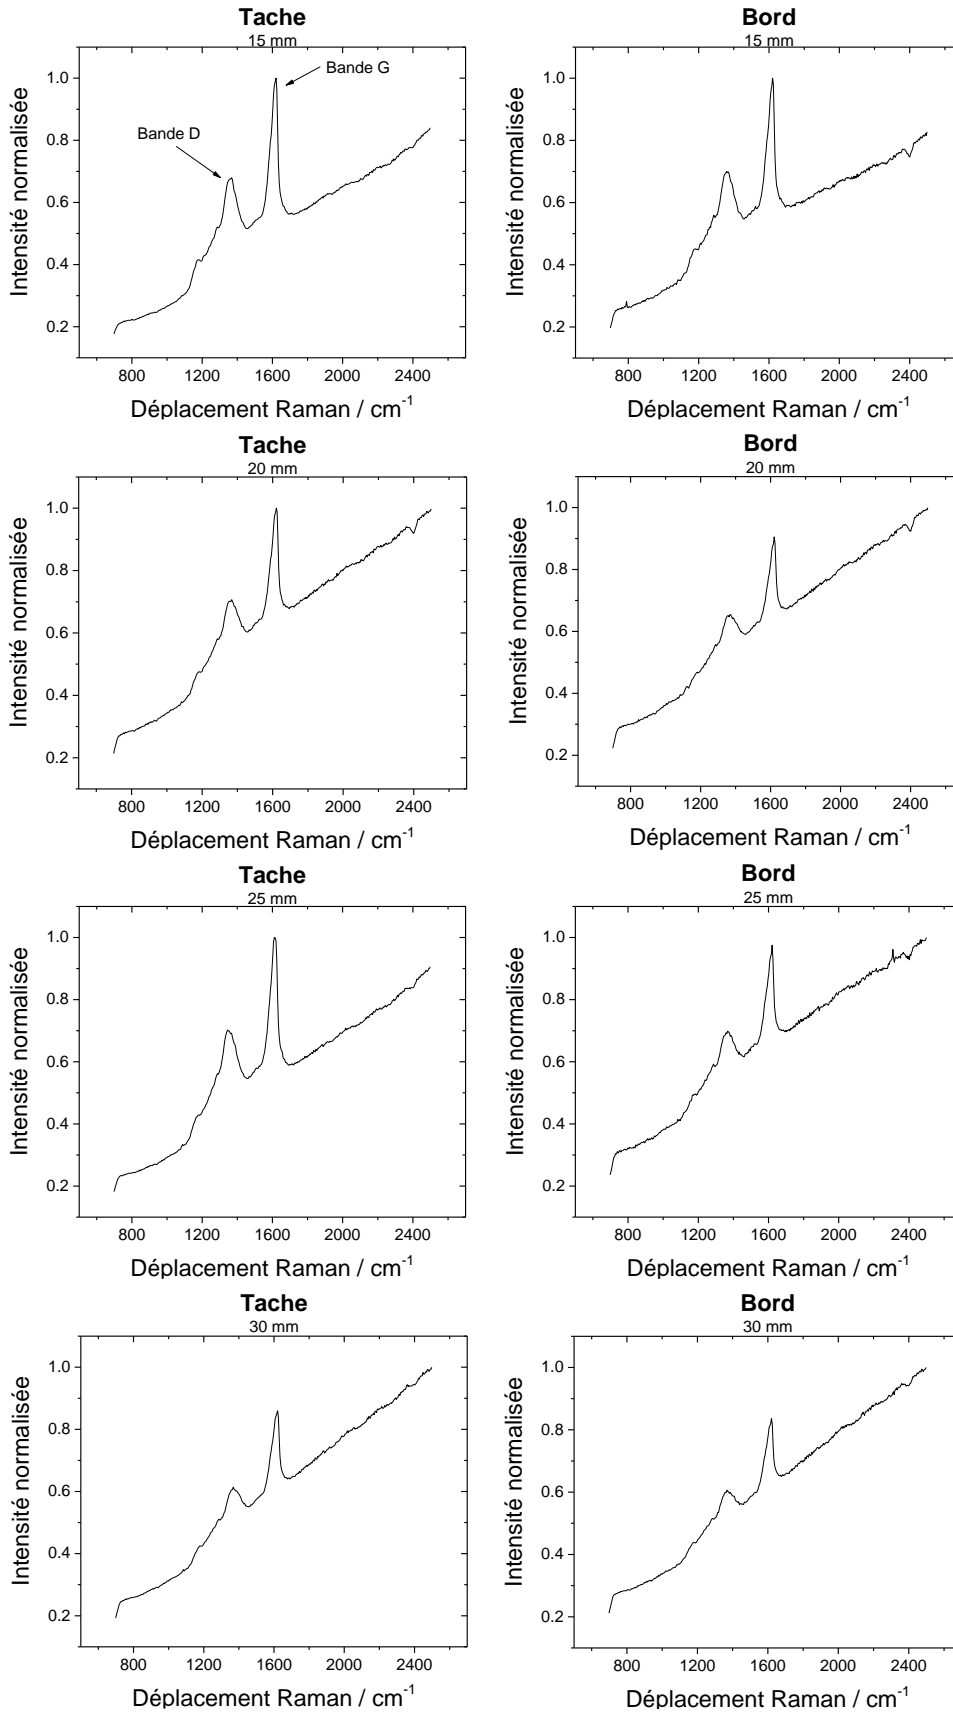 Tache
15 mm
Bande G
Bande D
1.0
0.8
0.6
0.4
0.2
Intensité normalisée
800 1200 1600 2000 2400
Déplacement Raman / cm⁻¹
Bord
15 mm
1.0
0.8
0.6
0.4
0.2
Intensité normalisée
800 1200 1600 2000 2400
Déplacement Raman / cm⁻¹
Tache
20 mm
1.0
0.8
0.6
0.4
0.2
Intensité normalisée
800 1200 1600 2000 2400
Déplacement Raman / cm⁻¹
Bord
20 mm
1.0
0.8
0.6
0.4
0.2
Intensité normalisée
800 1200 1600 2000 2400
Déplacement Raman / cm⁻¹
Tache
25 mm
1.0
0.8
0.6
0.4
0.2
Intensité normalisée
800 1200 1600 2000 2400
Déplacement Raman / cm⁻¹
Bord
25 mm
1.0
0.8
0.6
0.4
0.2
Intensité normalisée
800 1200 1600 2000 2400
Déplacement Raman / cm⁻¹
Tache
30 mm
1.0
0.8
0.6
0.4
0.2
Intensité normalisée
800 1200 1600 2000 2400
Déplacement Raman / cm⁻¹
Bord
30 mm
1.0
0.8
0.6
0.4
0.2
Intensité normalisée
800 1200 1600 2000 2400
Déplacement Raman / cm⁻¹